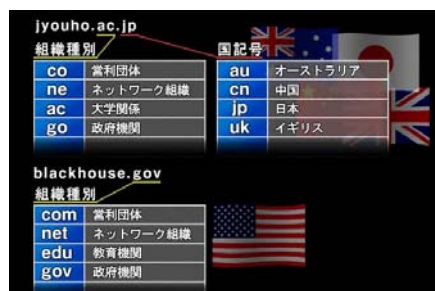 jyouho.ac.jp
組織種別
co 営利団体
ne ネットワーク組織
ac 大学関係
go 政府機関
国記号
au オーストラリア
cn 中国
jp 日本
uk イギリス
blackhouse.gov
組織種別
com 営利団体
net ネットワーク組織
edu 教育機関
gov 政府機関